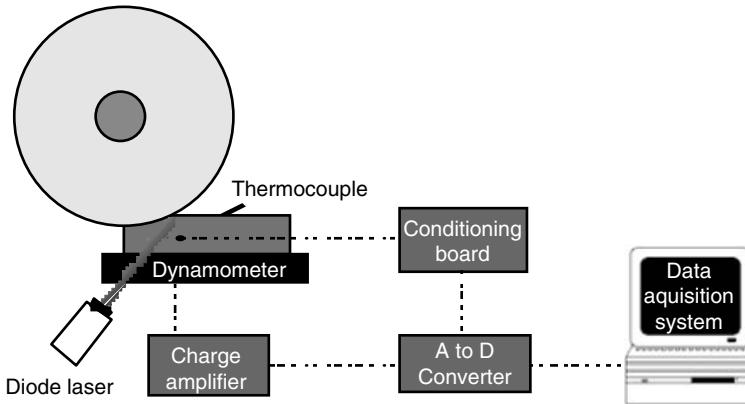 Thermocouple
Conditioning
board
Dynamometer
Data
aquisition
system
Charge
amplifier
A to D
Converter
Diode laser